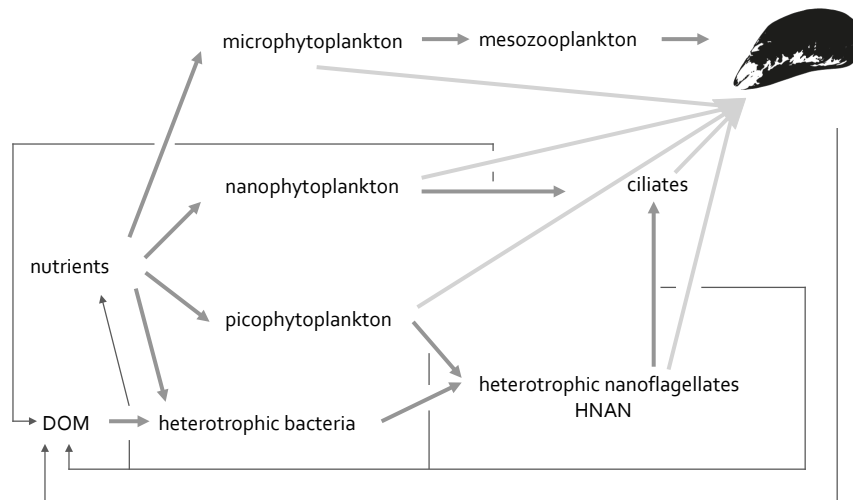 microphytoplankton
mesozooplankton
nanophytoplankton
ciliates
nutrients
picophytoplankton
heterotrophic nanoflagellates
HNAN
DOM
heterotrophic bacteria